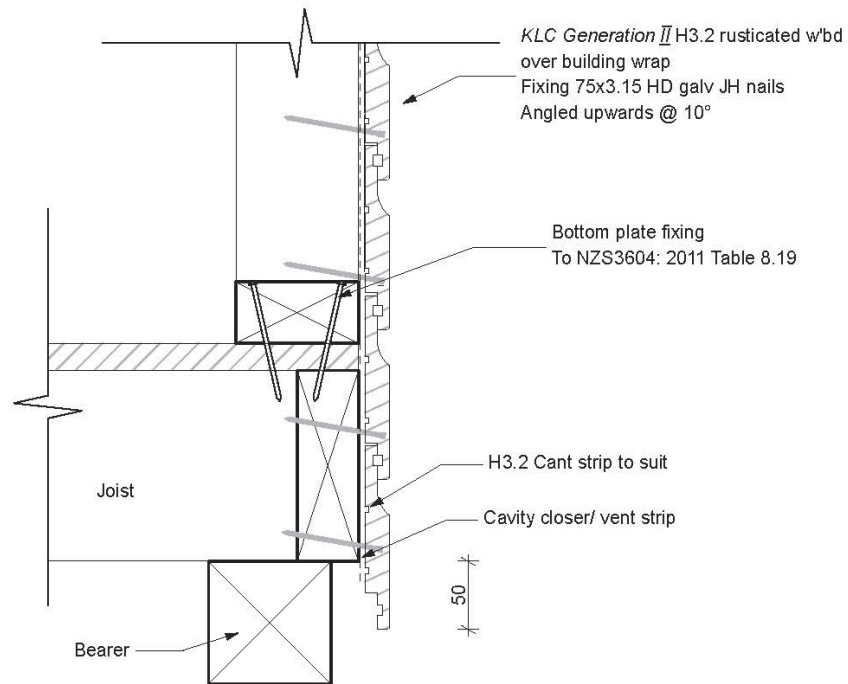 KLC Generation II H3.2 rusticated w'bd
over building wrap
Fixing 75x3.15 HD galv JH nails
Angled upwards @ 10°
Bottom plate fixing
To NZS3604: 2011 Table 8.19
H3.2 Cant strip to suit
Joist
Cavity closer/ vent strip
50
Bearer